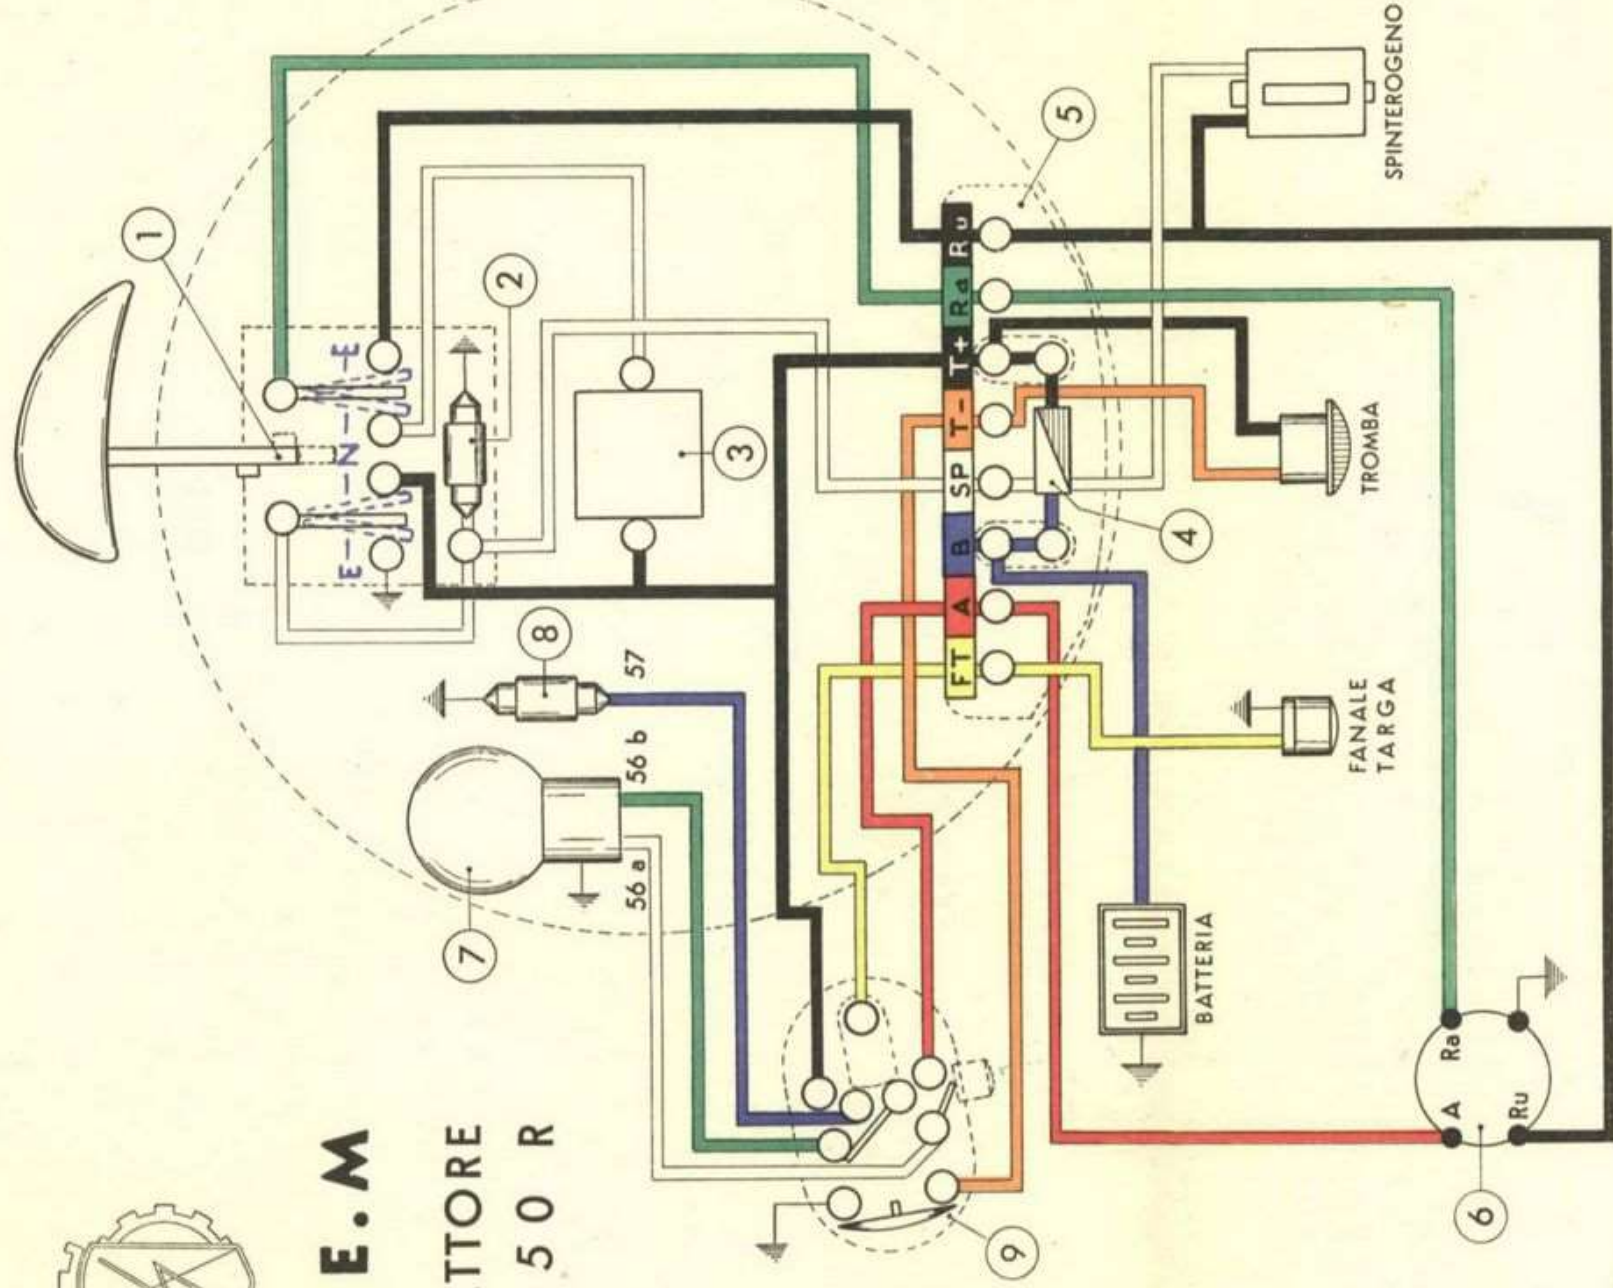 E.M
TTORE
50 R
1
2
3
4
5
6
7
8
9
E—I—N—I—E
57
56 b
56 a
FT
A
B
SP
T-
T+
Ra
Ru
SPINTEROGENO
TROMBA
FANALE
TARGA
BATTERIA
A
Ra
Ru